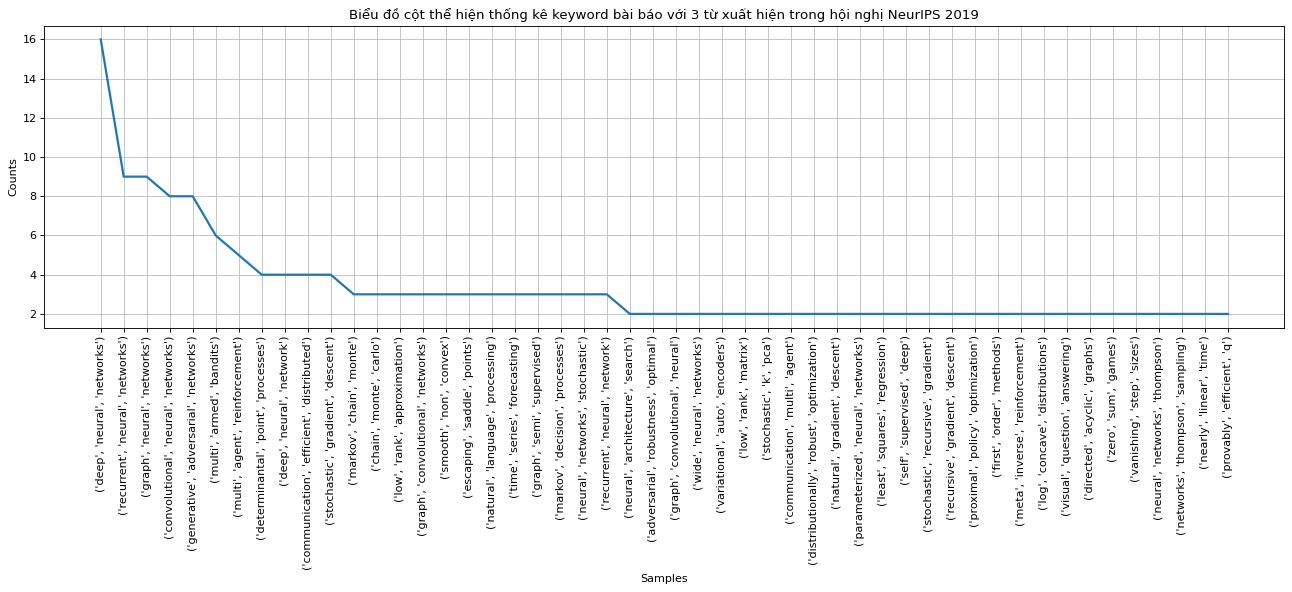 Biểu đồ cột thể hiện thống kê keyword bài báo với 3 từ xuất hiện trong hội nghị NeurIPS 2019
16
14
12
10
8
6
4
2
Counts
('deep', 'neural', 'networks')
('recurrent', 'neural', 'networks')
('graph', 'neural', 'networks')
('convolutional', 'neural', 'networks')
('generative', 'adversarial', 'networks')
('multi', 'armed', 'bandits')
('multi', 'agent', 'reinforcement')
('determinantal', 'point', 'processes')
('deep', 'neural', 'network')
('communication', 'efficient', 'distributed')
('stochastic', 'gradient', 'descent')
('markov', 'chain', 'monte')
('chain', 'monte', 'carlo')
('low', 'rank', 'approximation')
('graph', 'convolutional', 'networks')
('smooth', 'non', 'convex')
('escaping', 'saddle', 'points')
('natural', 'language', 'processing')
('time', 'series', 'forecasting')
('graph', 'semi', 'supervised')
('markov', 'decision', 'processes')
('neural', 'networks', 'stochastic')
('recurrent', 'neural', 'network')
('neural', 'architecture', 'search')
('adversarial', 'robustness', 'optimal')
('graph', 'convolutional', 'neural')
('wide', 'neural', 'networks')
('variational', 'auto', 'encoders')
('low', 'rank', 'matrix')
('stochastic', 'k', 'pca')
('communication', 'multi', 'agent')
('distributionally', 'robust', 'optimization')
('natural', 'gradient', 'descent')
('parameterized', 'neural', 'networks')
('least', 'squares', 'regression')
('self', 'supervised', 'deep')
('stochastic', 'recursive', 'gradient')
('recursive', 'gradient', 'descent')
('proximal', 'policy', 'optimization')
('first', 'order', 'methods')
('meta', 'inverse', 'reinforcement')
('log', 'concave', 'distributions')
('visual', 'question', 'answering')
('directed', 'acyclic', 'graphs')
('zero', 'sum', 'games')
('vanishing', 'step', 'sizes')
('neural', 'networks', 'thompson')
('networks', 'thompson', 'sampling')
('nearly', 'linear', 'time')
('provably', 'efficient', 'q')
Samples